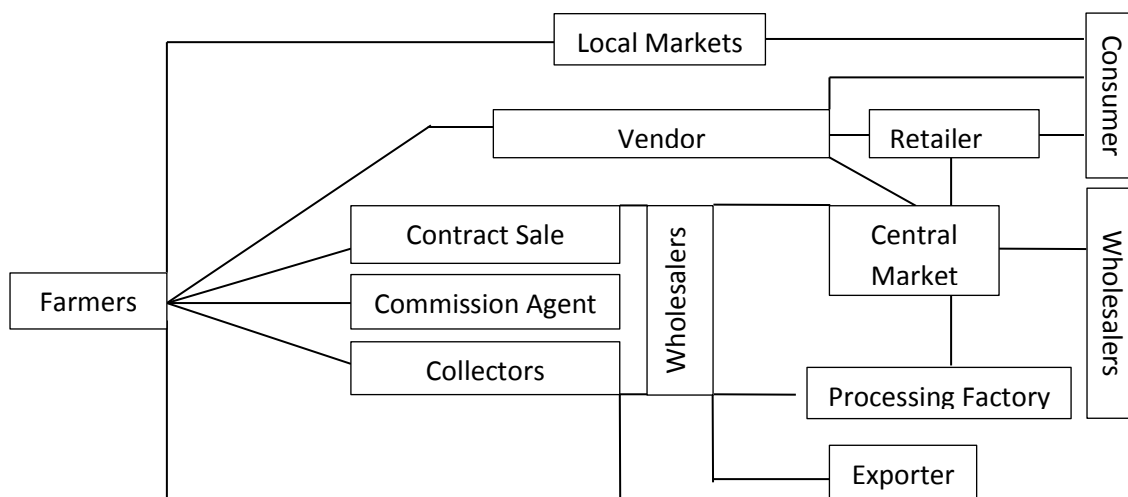 Local Markets
Consumer
Vendor
Retailer
Contract Sale
Wholesalers
Central
Market
Wholesalers
Farmers
Commission Agent
Collectors
Processing Factory
Exporter